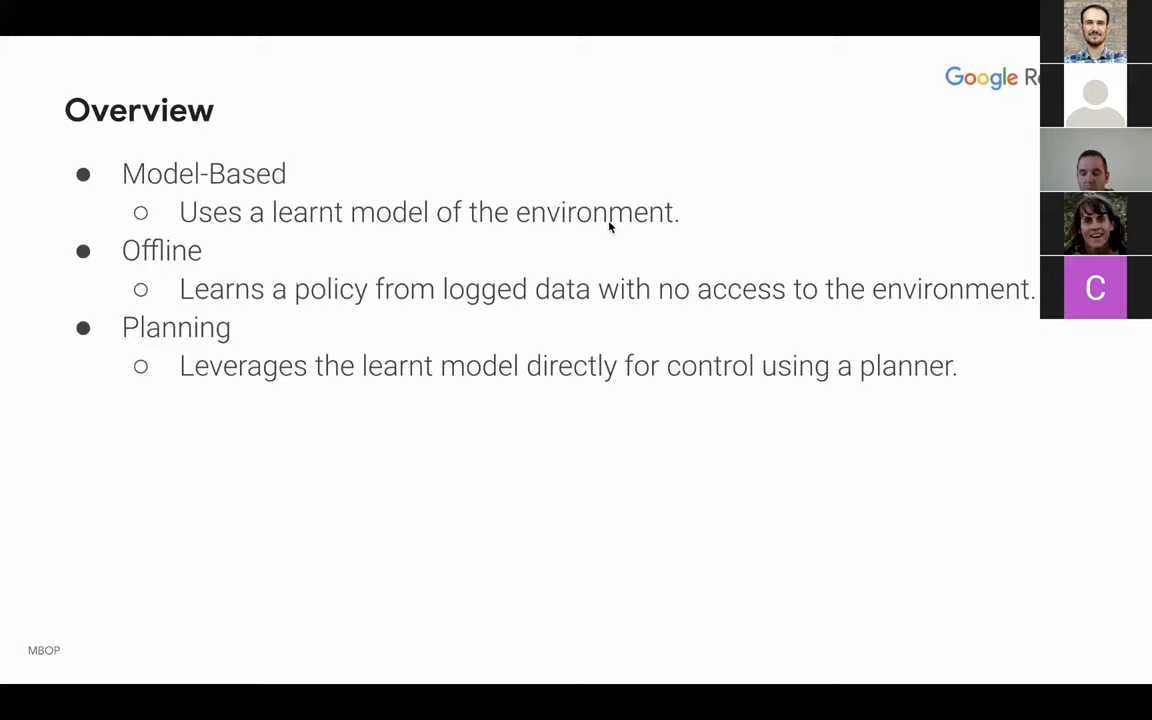 Google
Overview
● Model-Based
○ Uses a learnt model of the environment.
● Offline
○ Learns a policy from logged data with no access to the environment.
● Planning
○ Leverages the learnt model directly for control using a planner.
C
MBOP